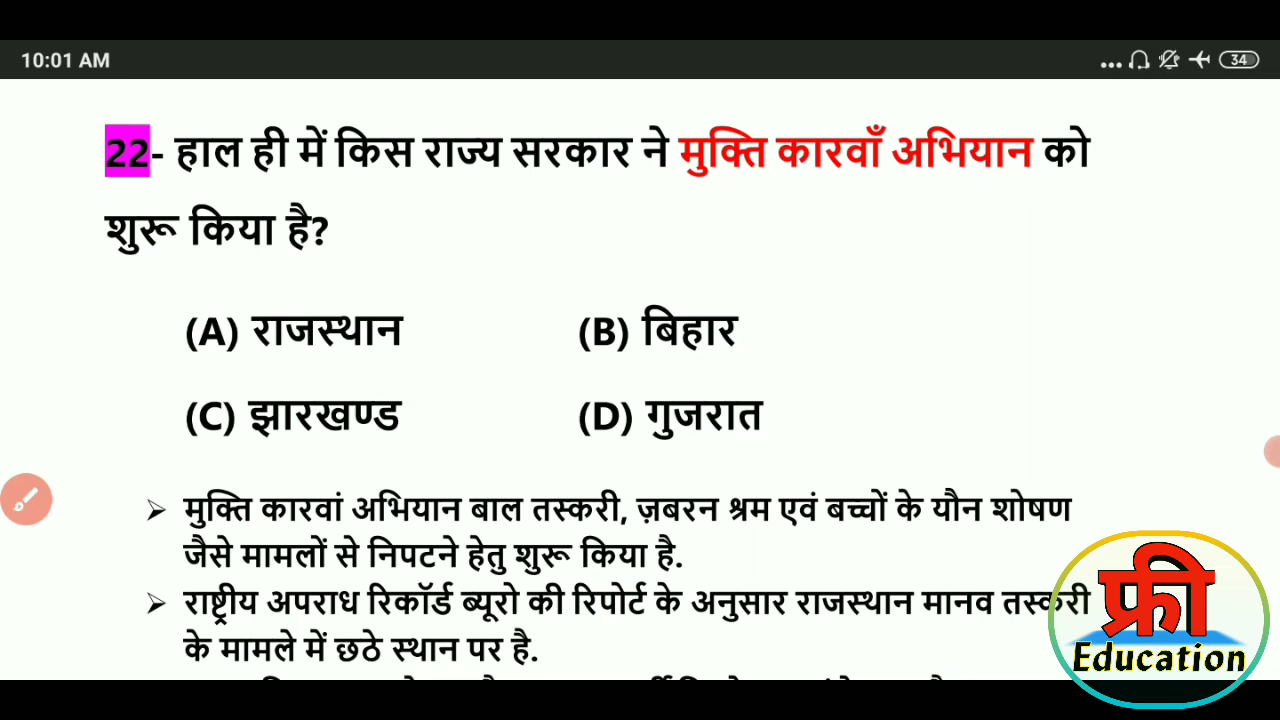 10:01 AM
34
22- हाल ही में किस राज्य सरकार ने मुक्ति कारवाँ अभियान को
शुरू किया है?
(A) राजस्थान (B) बिहार
(C) झारखण्ड (D) गुजरात
मुक्ति कारवां अभियान बाल तस्करी, ज़बरन श्रम एवं बच्चों के यौन शोषण
जैसे मामलों से निपटने हेतु शुरू किया है.
राष्ट्रीय अपराध रिकॉर्ड ब्यूरो की रिपोर्ट के अनुसार राजस्थान मानव तस्करी
के मामले में छठे स्थान पर है.
फ्री
Education